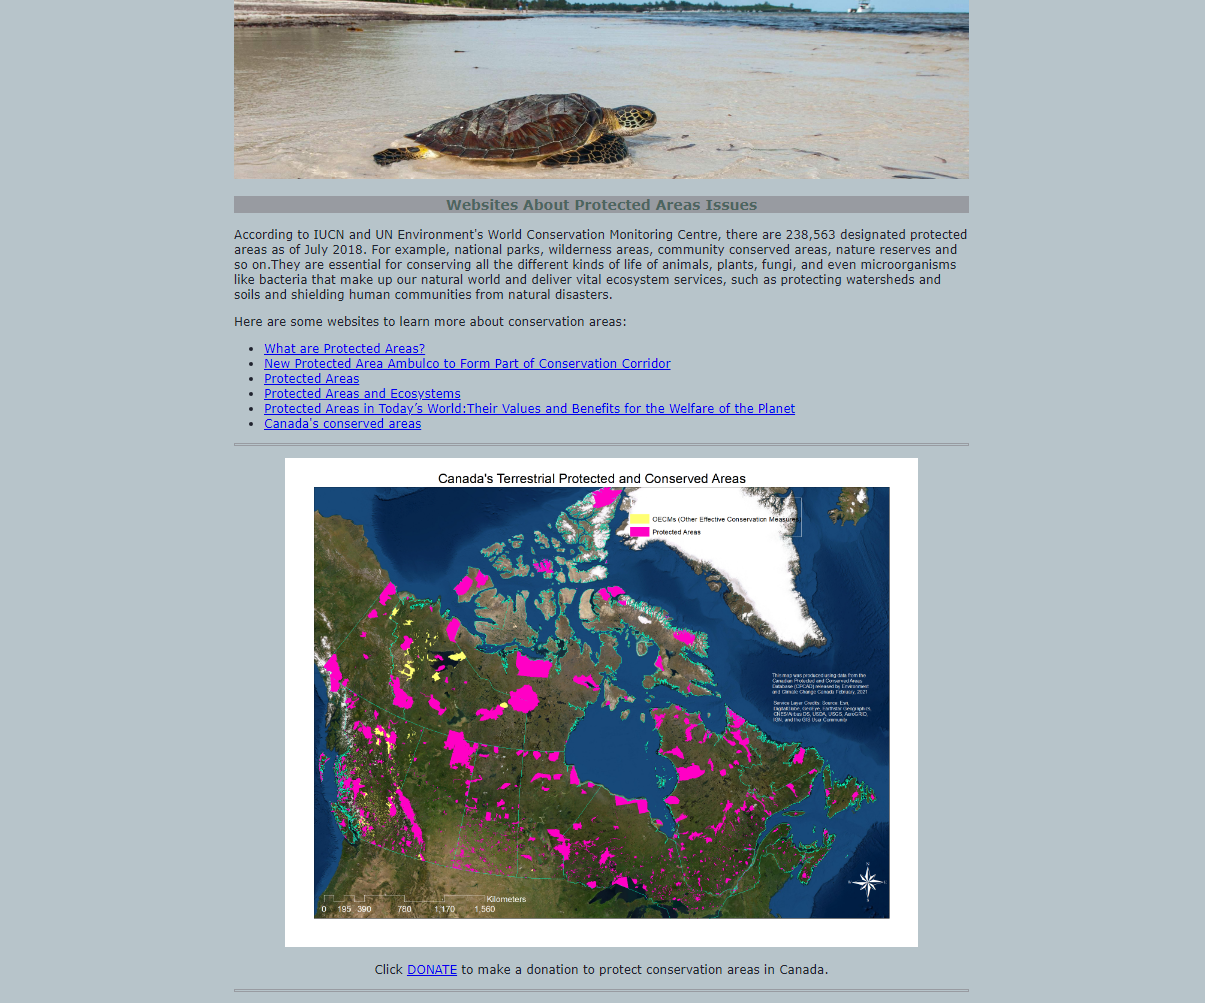 Websites About Protected Areas Issues
According to IUCN and UN Environment's World Conservation Monitoring Centre, there are 238,563 designated protected
areas as of July 2018. For example, national parks, wilderness areas, community conserved areas, nature reserves and
so on.They are essential for conserving all the different kinds of life of animals, plants, fungi, and even microorganisms
like bacteria that make up our natural world and deliver vital ecosystem services, such as protecting watersheds and
soils and shielding human communities from natural disasters.
Here are some websites to learn more about conservation areas:
What are Protected Areas?
New Protected Area Ambulco to Form Part of Conservation Corridor
Protected Areas
Protected Areas and Ecosystems
Protected Areas in Today’s World:Their Values and Benefits for the Welfare of the Planet
Canada's conserved areas
Canada's Terrestrial Protected and Conserved Areas
OECMs (Other Effective Conservation Measures
Protected Areas
This map was produced using data from the
Canadian Protected and Conserved Areas
Database (CPCAD) released by Environment
and Climate Change Canada February, 2021
Service Layer Credits: Source: Esri,
DigitalGlobe, GeoEye, Earthstar Geographics,
CNES/Airbus DS, USDA, USGS, AeroGRID,
IGN, and the GIS User Community
N
Kilometers
0 195 390 780 1,170 1,560
Click DONATE to make a donation to protect conservation areas in Canada.